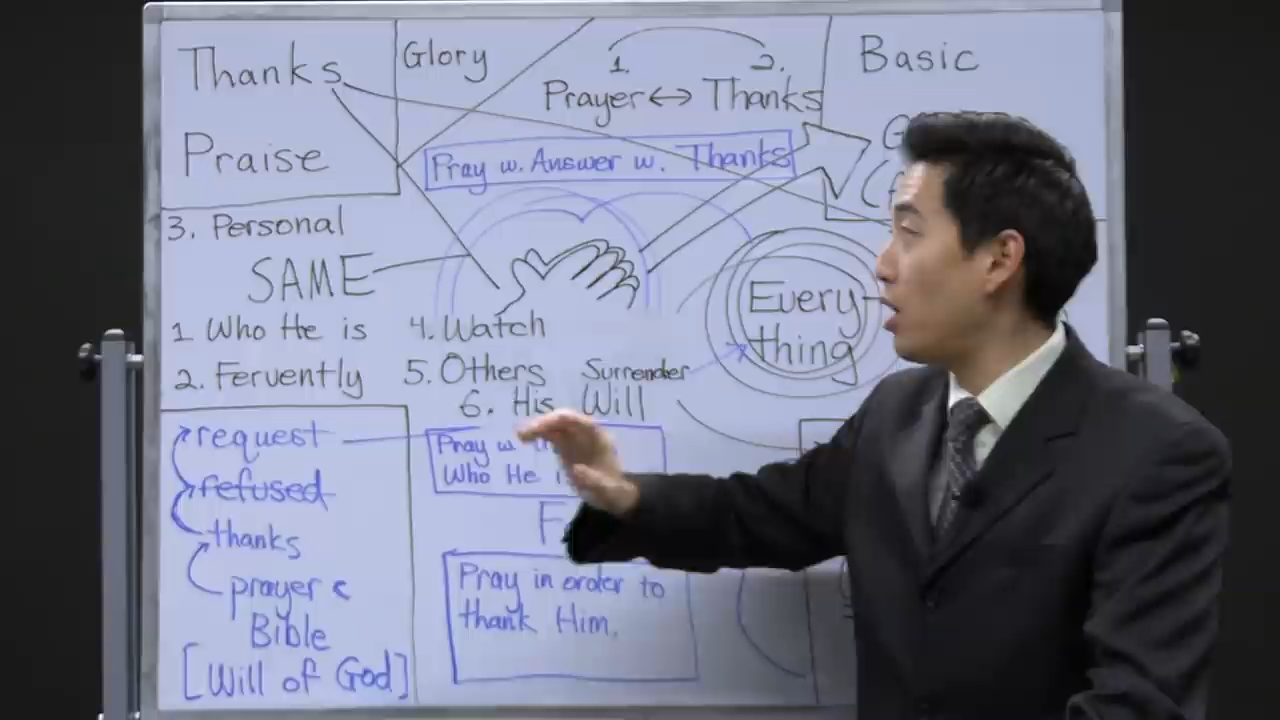 Thanks
Praise
Glory
1. 2.
Prayer ↔ Thanks
Pray w. Answer w. Thanks
Basic
3. Personal
SAME
1 Who He is
2. Fervently
4. Watch
5. Others
6. His Will
Surrender
Every
thing
request
refused
thanks
prayer &
Bible
[Will of God]
Pray w
Who He
Pray in order to
thank Him.